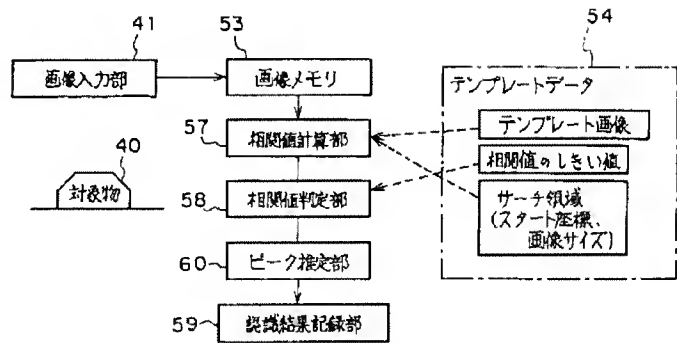 41
画像入力部
53
画像メモリ
57
相関値計算部
58
相関値判定部
60
ピーク推定部
59
認識結果記録部
40
対象物
54
テンプレートデータ
テンプレート画像
相関値のしきい値
サーチ領域
(スタート座標、
画像サイズ)